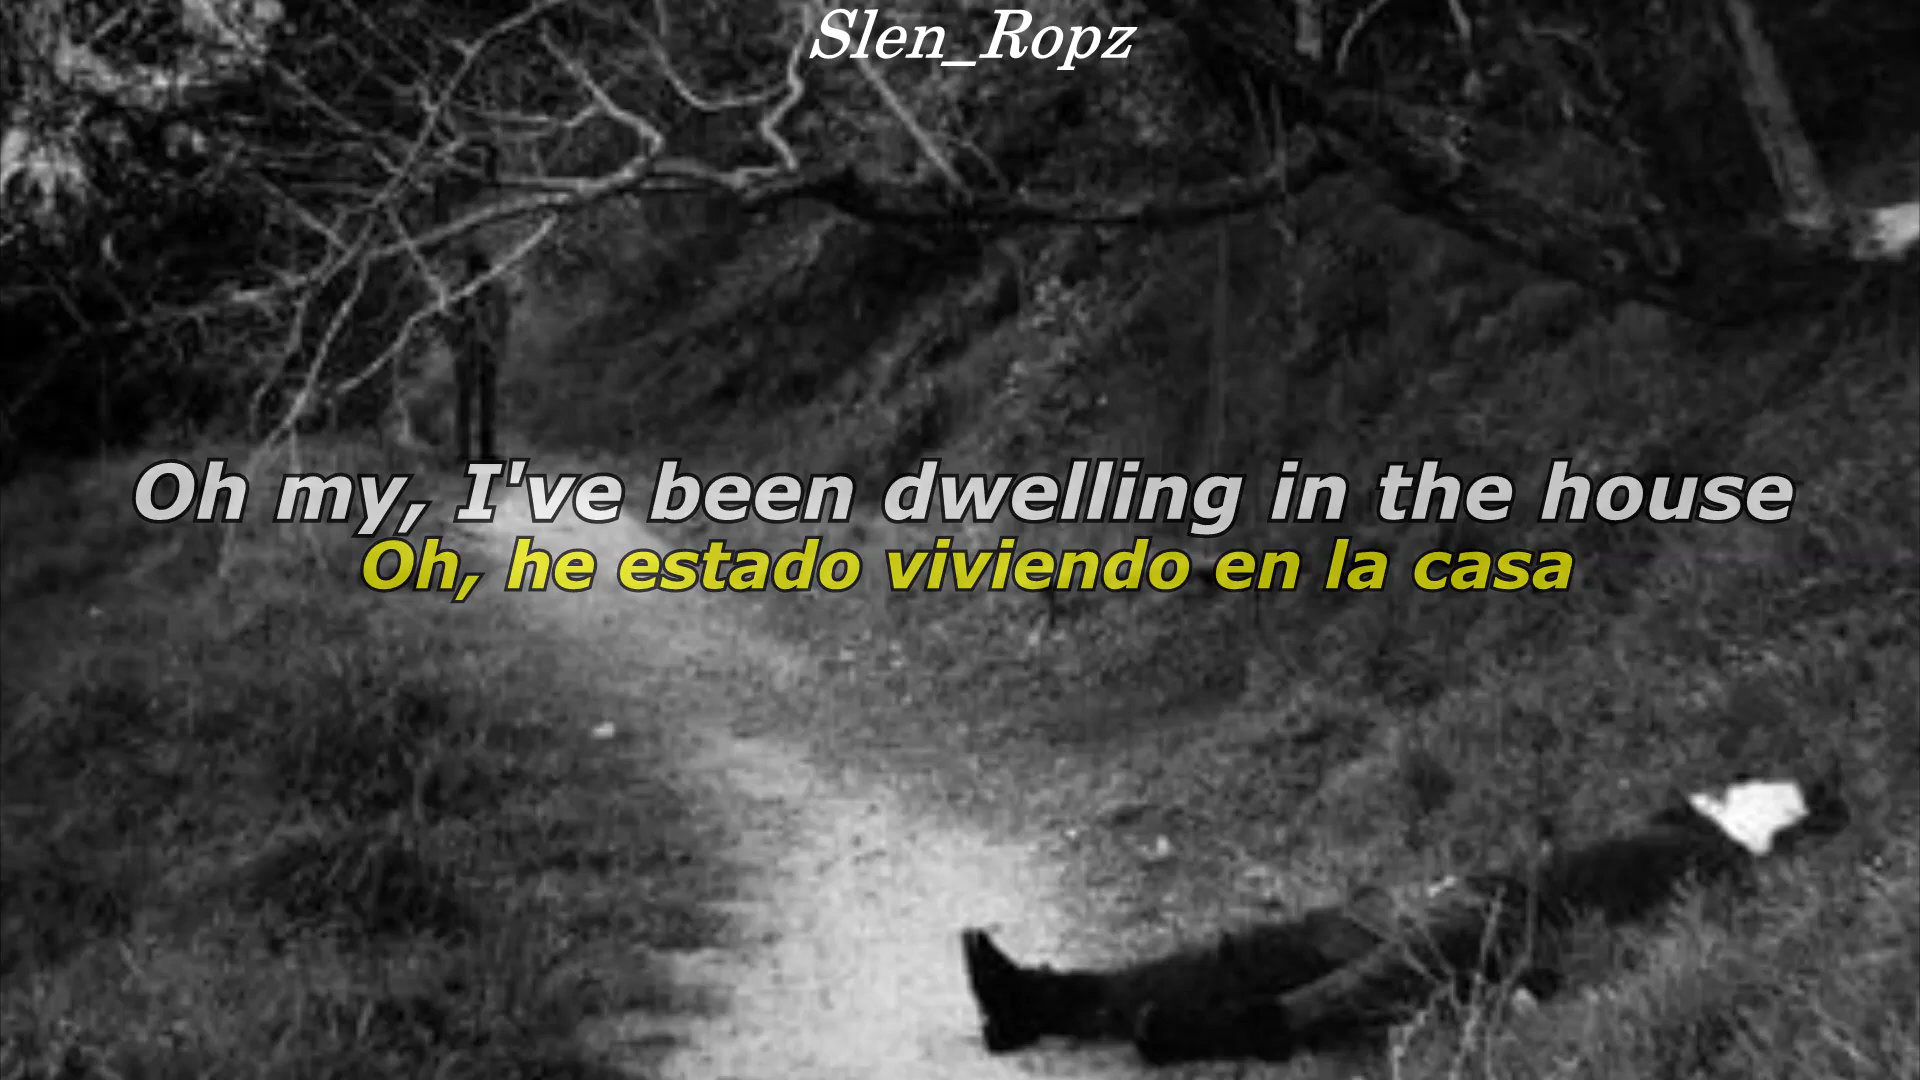 Slen_Ropz
Oh my, I've been dwelling in the house
Oh, he estado viviendo en la casa